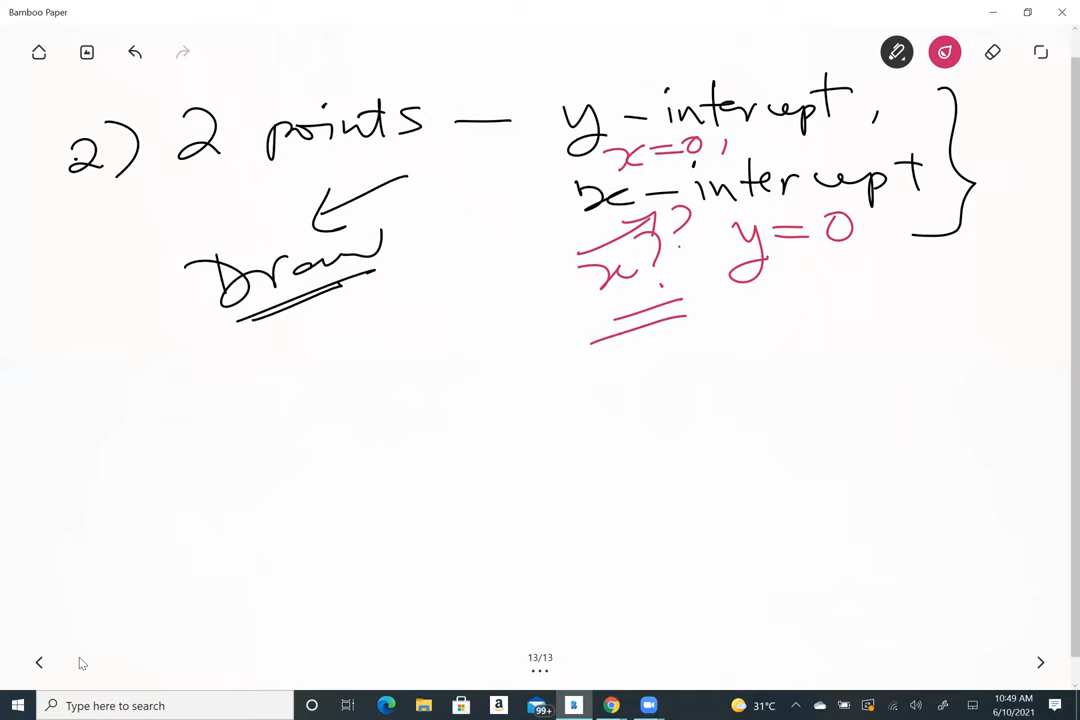 Bamboo Paper
2) 2 points — y-intercept,
x=0,
x-intercept
? y=0
Draw
x?
13/13
Type here to search
99+
31°C
10:49 AM
6/10/2021